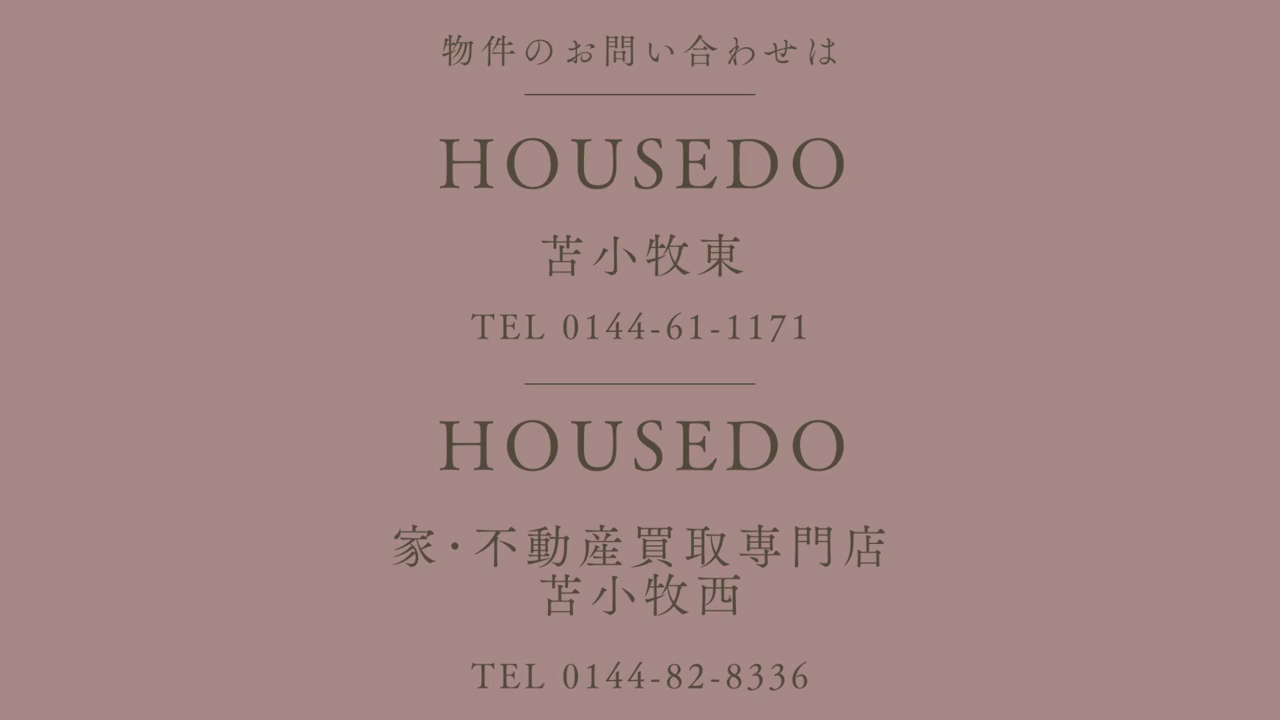 物件のお問い合わせは
HOUSEDO
苫小牧東
TEL 0144-61-1171
HOUSEDO
家・不動産買取専門店
苫小牧西
TEL 0144-82-8336